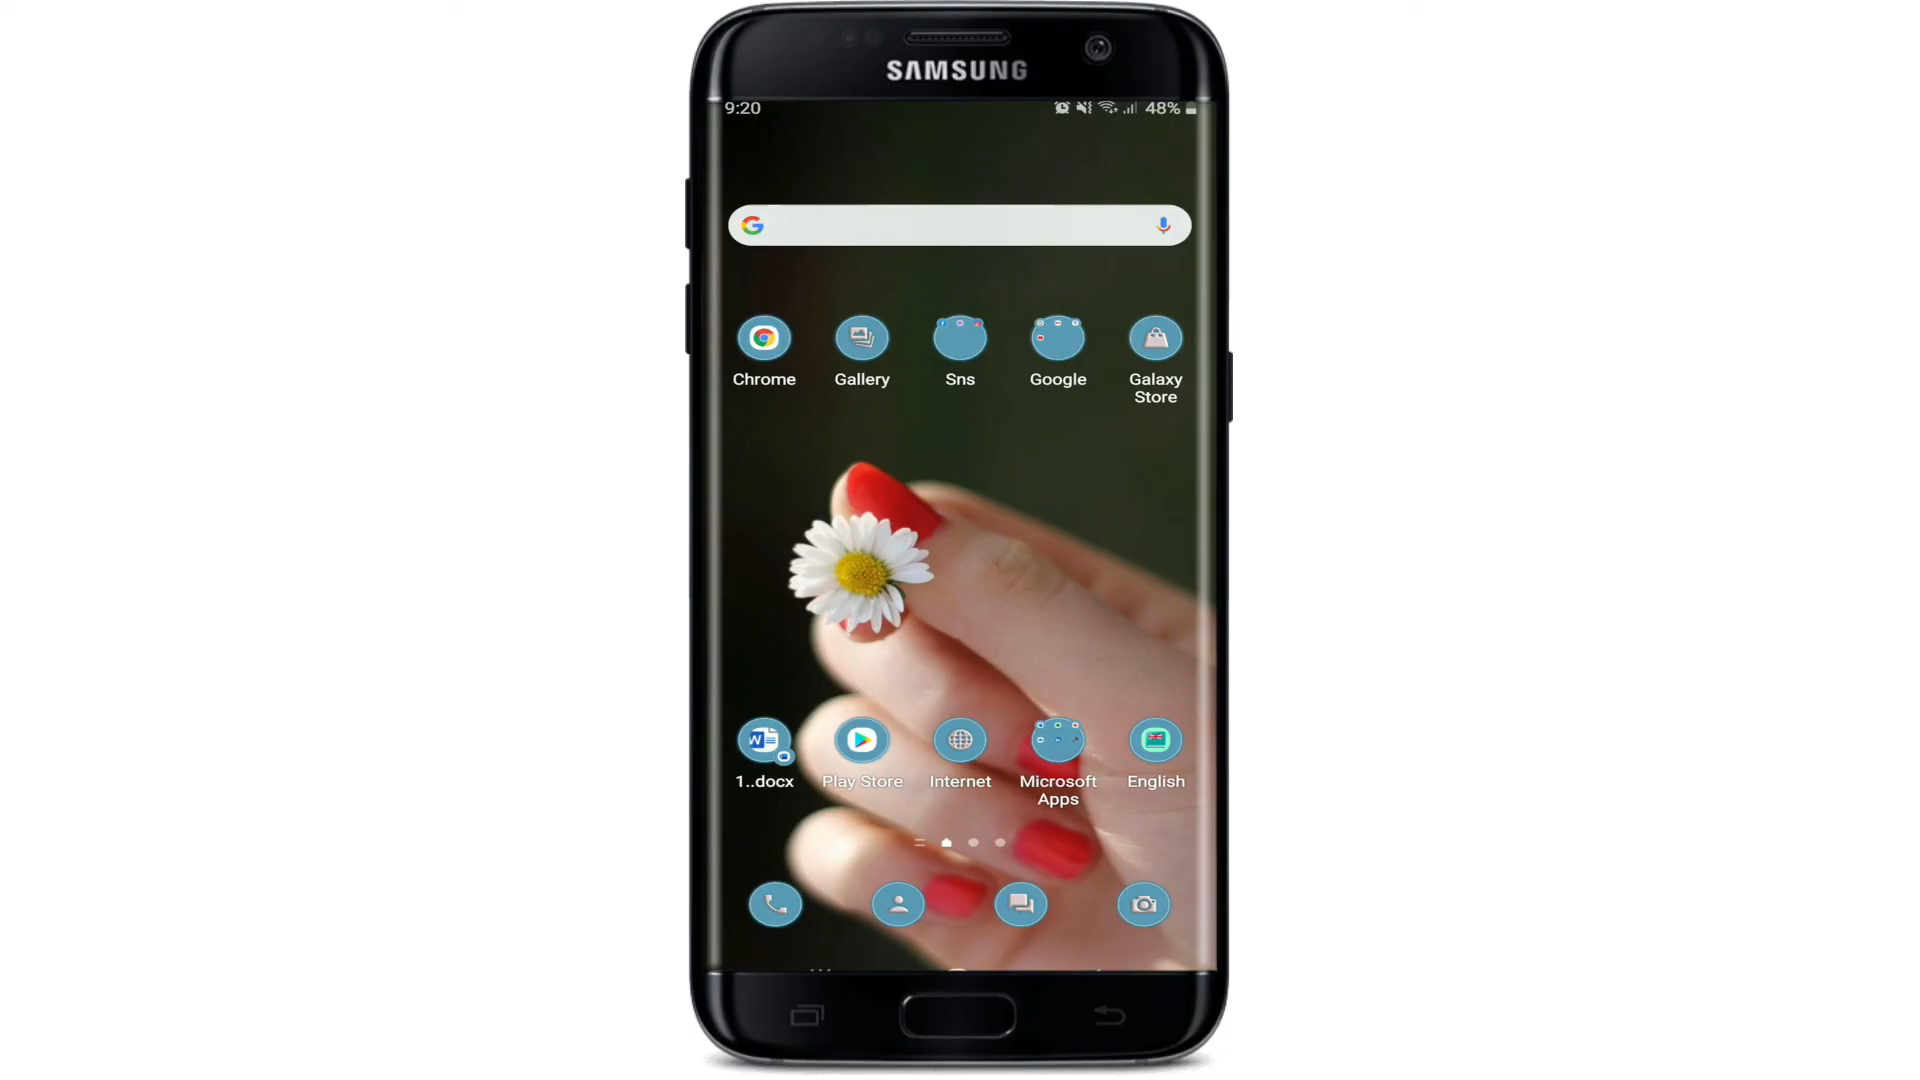 SAMSUNG
9:20
48%
Chrome
Gallery
Sns
Google
Galaxy
Store
1..docx
Play Store
Internet
Microsoft
Apps
English